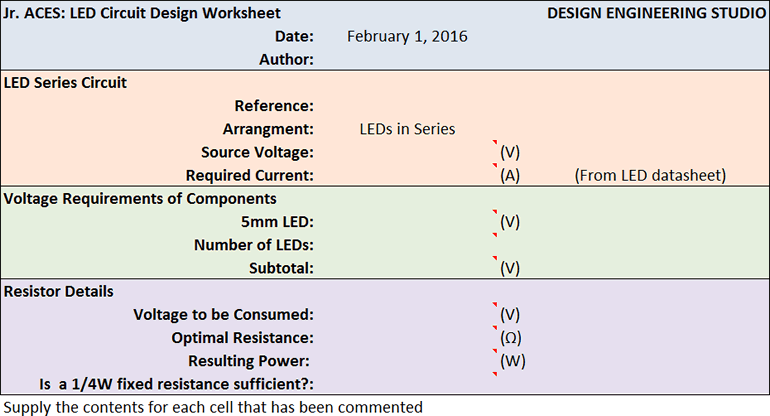 Jr. ACES: LED Circuit Design Worksheet DESIGN ENGINEERING STUDIO
Date: February 1, 2016
Author:
LED Series Circuit
Reference:
Arrangment: LEDs in Series
Source Voltage: (V)
Required Current: (A) (From LED datasheet)
Voltage Requirements of Components
5mm LED: (V)
Number of LEDs:
Subtotal: (V)
Resistor Details
Voltage to be Consumed: (V)
Optimal Resistance: (Ω)
Resulting Power: (W)
Is a 1/4W fixed resistance sufficient?:
Supply the contents for each cell that has been commented